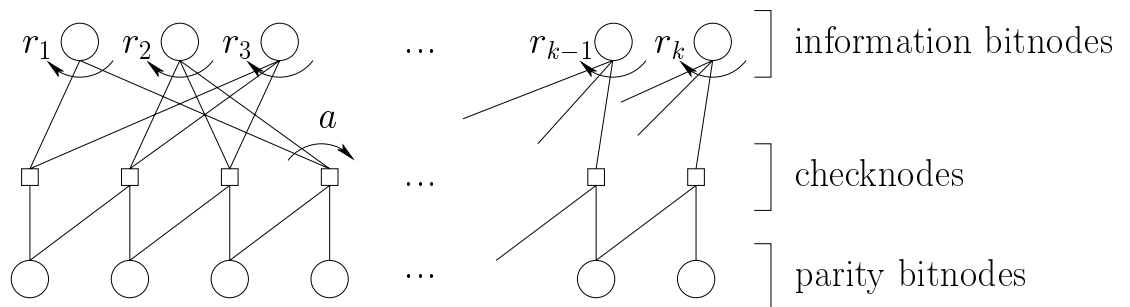 r₁ r₂ r₃ ... rₖ₋₁ rₖ information bitnodes
a
... checknodes
... parity bitnodes